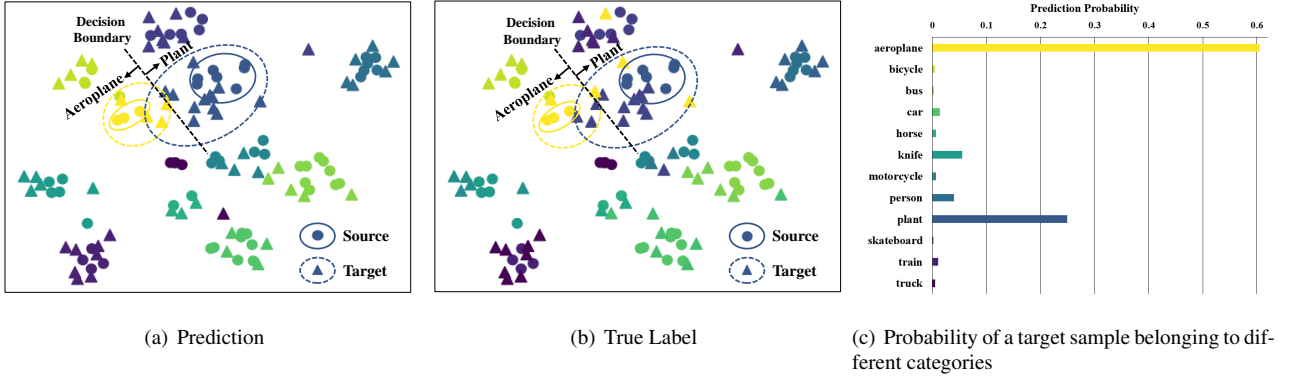 Decision
Boundary
Plant
Aeroplane
Source
Target
(a) Prediction
Decision
Boundary
Plant
Aeroplane
Source
Target
(b) True Label
Prediction Probability
0 0.1 0.2 0.3 0.4 0.5 0.6
aeroplane
bicycle
bus
car
horse
knife
motorcycle
person
plant
skateboard
train
truck
(c) Probability of a target sample belonging to dif-
ferent categories